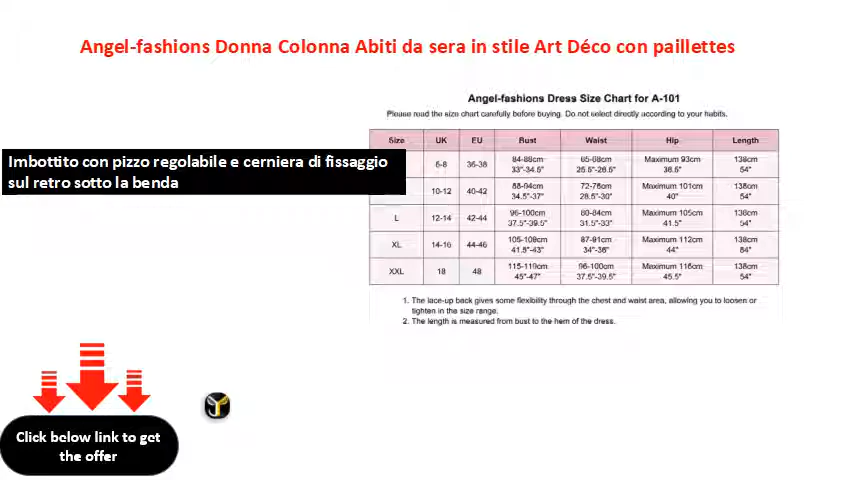 Angel-fashions Donna Colonna Abiti da sera in stile Art Déco con paillettes
Angel-fashions Dress Size Chart for A-101
Please read the size chart carefully before buying. Do not select directly according to your habits.
Size UK EU Bust Waist Hip Length
Imbottito con pizzo regolabile e cerniera di fissaggio
sul retro sotto la benda
6-8 36-38 84-88cm 65-68cm Maximum 93cm 138cm
33"-34.5" 25.5"-26.5" 36.5" 54"
10-12 40-42 88-94cm 72-76cm Maximum 101cm 138cm
34.5"-37" 28.5"-30" 40" 54"
L 12-14 42-44 96-100cm 80-84cm Maximum 105cm 138cm
37.5"-39.5" 31.5"-33" 41.5" 54"
XL 14-16 44-46 105-109cm 87-91cm Maximum 112cm 138cm
41.5"-43" 34"-36" 44" 54"
XXL 18 48 115-119cm 96-100cm Maximum 116cm 138cm
45"-47" 37.5"-39.5" 45.5" 54"
1. The lace-up back gives some flexibility through the chest and waist area, allowing you to loosen or
tighten in the size range.
2. The length is measured from bust to the hem of the dress.
Click below link to get
the offer